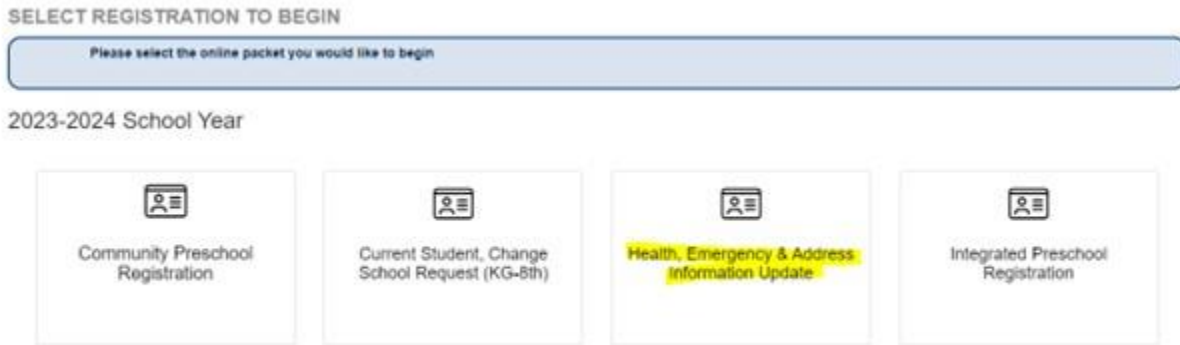 SELECT REGISTRATION TO BEGIN
Please select the online packet you would like to begin
2023-2024 School Year
Community Preschool
Registration
Current Student, Change
School Request (KG-8th)
Health, Emergency & Address
Information Update
Integrated Preschool
Registration